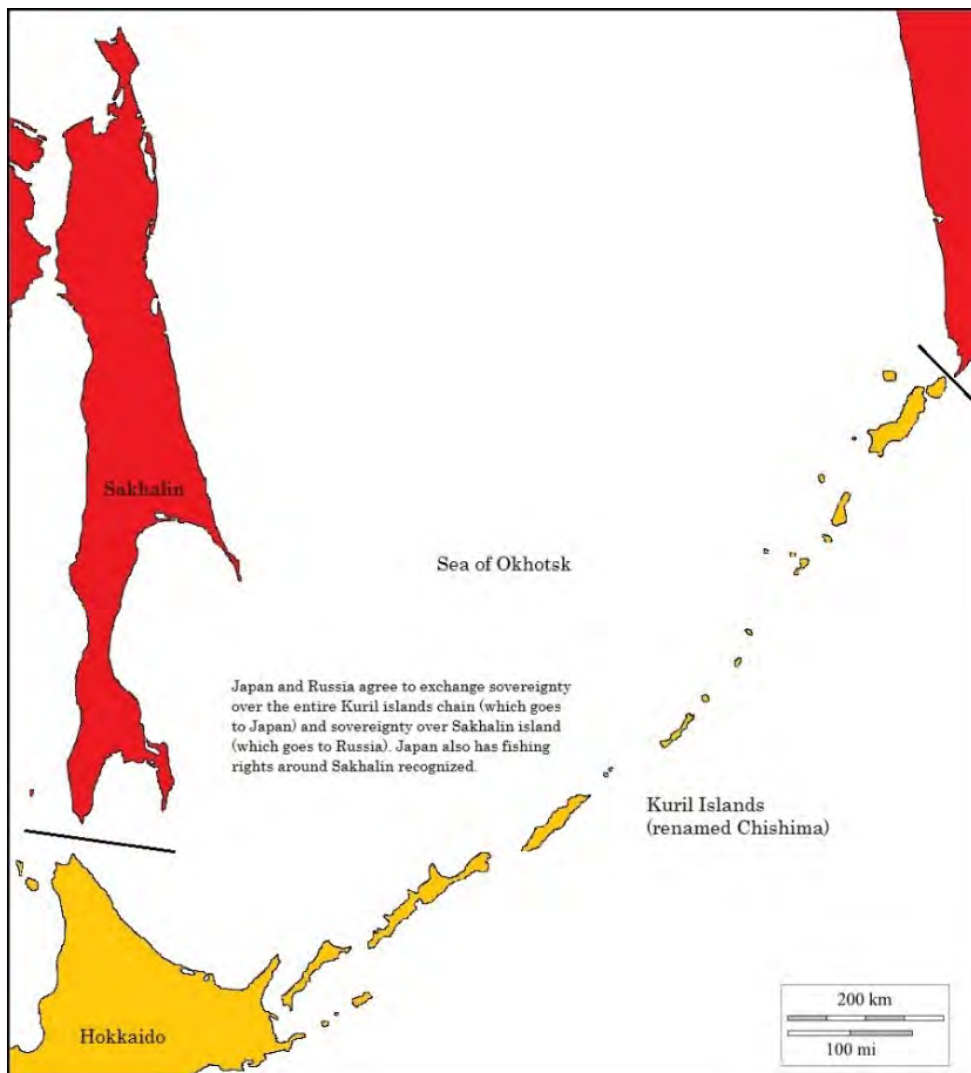 Sakhalin
Sea of Okhotsk
Japan and Russia agree to exchange sovereignty
over the entire Kuril islands chain (which goes
to Japan) and sovereignty over Sakhalin island
(which goes to Russia). Japan also has fishing
rights around Sakhalin recognized.
Kuril Islands
(renamed Chishima)
Hokkaido
200 km
100 mi